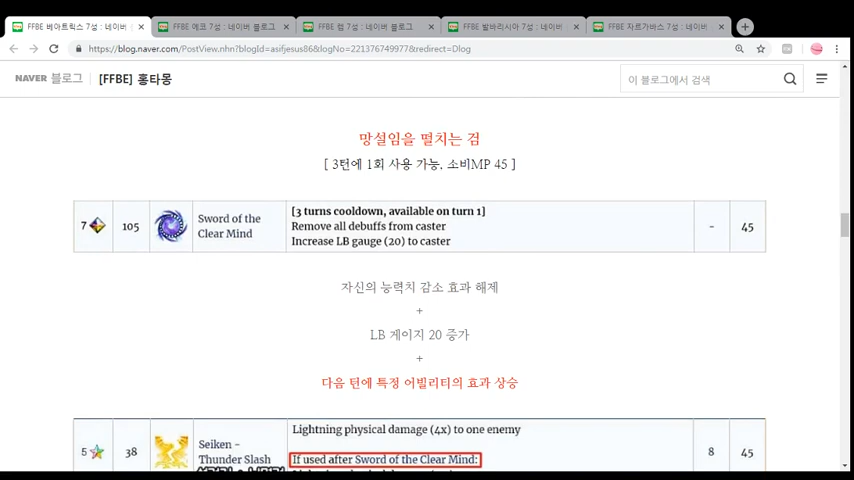 FFBE 베아트릭스 7성 : 네이버 블로그
FFBE 에코 7성 : 네이버 블로그
FFBE 렘 7성 : 네이버 블로그
FFBE 발바리시아 7성 : 네이버
FFBE 자르가바스 7성 : 네이버
https://blog.naver.com/PostView.nhn?blogId=asifjesus86&logNo=221376749977&redirect=Dlog
NAVER 블로그 [FFBE] 홍타몽
이 블로그에서 검색
망설임을 떨치는 검
[ 3턴에 1회 사용 가능, 소비MP 45 ]
7 105 Sword of the Clear Mind
[3 turns cooldown, available on turn 1]
Remove all debuffs from caster
Increase LB gauge (20) to caster
- 45
자신의 능력치 감소 효과 해제
+
LB 게이지 20 증가
+
다음 턴에 특정 어빌리티의 효과 상승
5 38 Seiken - Thunder Slash
Lightning physical damage (4x) to one enemy
If used after Sword of the Clear Mind:
8 45